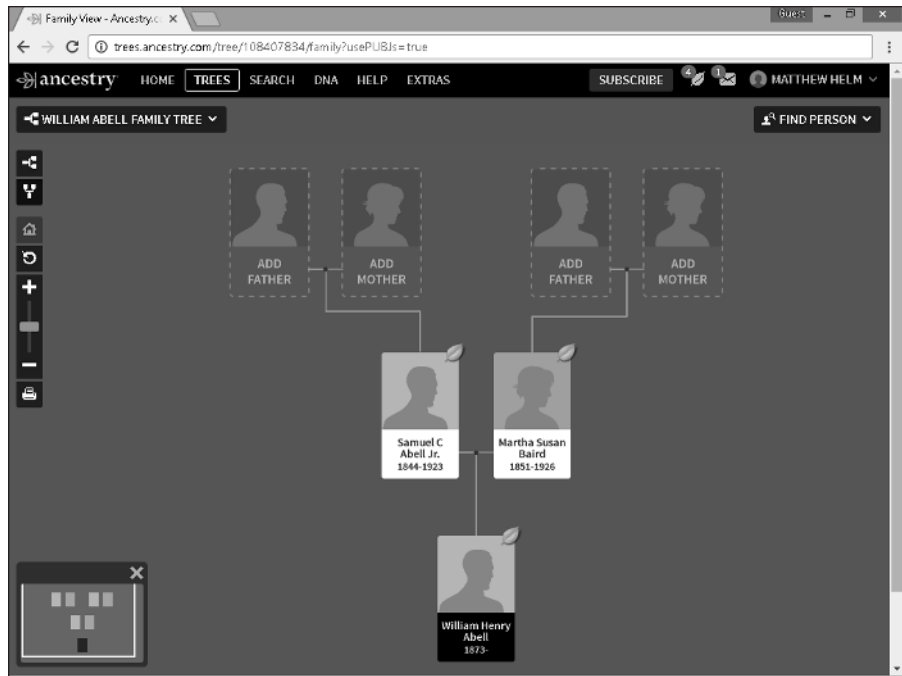 Guest
Family View - Ancestry.c
trees.ancestry.com/tree/108407834/family?usePUBJs=true
ancestry HOME TREES SEARCH DNA HELP EXTRAS SUBSCRIBE 4 1 MATTHEW HELM
WILLIAM ABELL FAMILY TREE FIND PERSON
ADD FATHER
ADD MOTHER
ADD FATHER
ADD MOTHER
Samuel C
Abell Jr.
1844-1923
Martha Susan
Baird
1851-1926
William Henry
Abell
1873-